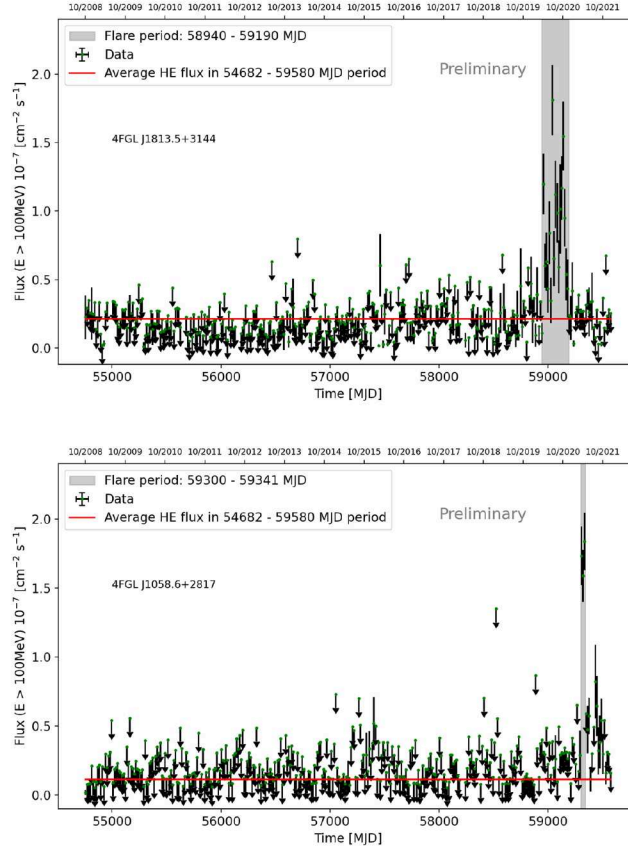 10/2008 10/2009 10/2010 10/2011 10/2012 10/2013 10/2014 10/2015 10/2016 10/2017 10/2018 10/2019 10/2020 10/2021
Flare period: 58940 - 59190 MJD
Data
Average HE flux in 54682 - 59580 MJD period
Preliminary
4FGL J1813.5+3144
Flux (E > 100MeV) 10⁻⁷ [cm⁻² s⁻¹]
2.0
1.5
1.0
0.5
0.0
55000 56000 57000 58000 59000
Time [MJD]
10/2008 10/2009 10/2010 10/2011 10/2012 10/2013 10/2014 10/2015 10/2016 10/2017 10/2018 10/2019 10/2020 10/2021
Flare period: 59300 - 59341 MJD
Data
Average HE flux in 54682 - 59580 MJD period
Preliminary
4FGL J1058.6+2817
Flux (E > 100MeV) 10⁻⁷ [cm⁻² s⁻¹]
2.0
1.5
1.0
0.5
0.0
55000 56000 57000 58000 59000
Time [MJD]